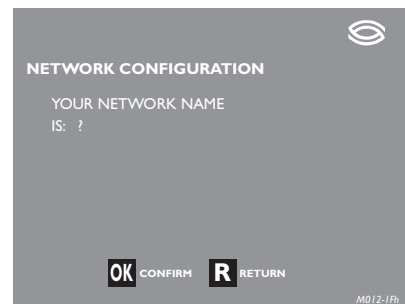 NETWORK CONFIGURATION
YOUR NETWORK NAME
IS: ?
OK CONFIRM R RETURN
M012-1Fh